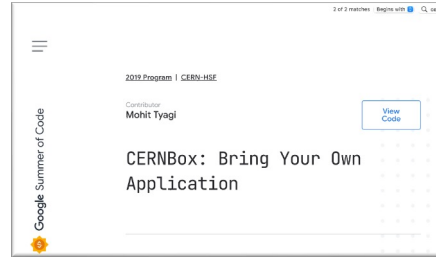 2 of 2 matches Begins with
2019 Program | CERN-HSF
Contributor
Mohit Tyagi
View
Code
CERNBox: Bring Your Own
Application
Google Summer of Code